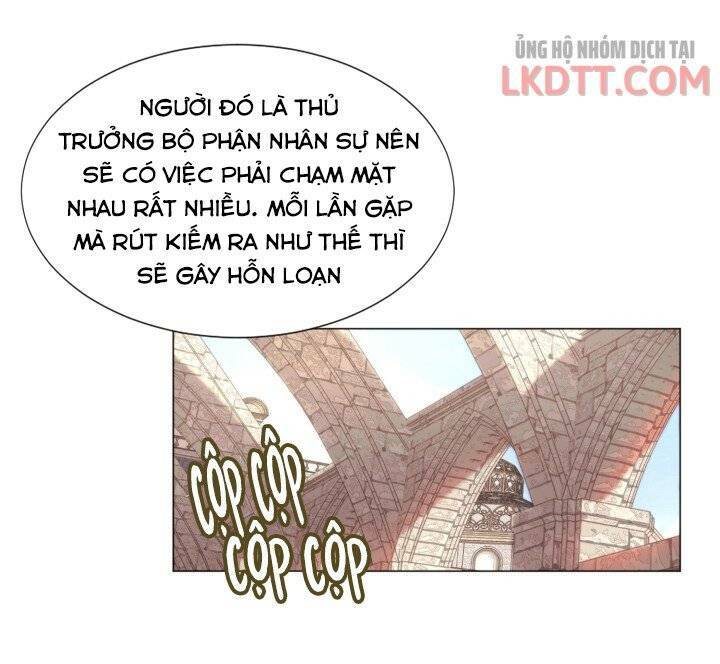 ỦNG HỘ NHÓM DỊCH TẠI
LKDTT.COM
NGƯỜI ĐÓ LÀ THỦ
TRƯỞNG BỘ PHẬN NHÂN SỰ NÊN
SẼ CÓ VIỆC PHẢI CHẠM MẶT
NHAU RẤT NHIỀU. MỖI LẦN GẶP
MÀ RÚT KIẾM RA NHƯ THẾ THÌ
SẼ GÂY HỖN LOẠN
CỘP CỘP
CỘP CỘP